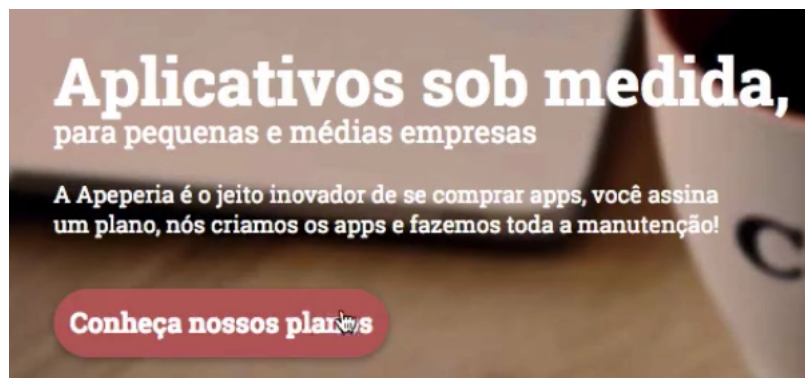 Aplicativos sob medida,
para pequenas e médias empresas
A Apeperia é o jeito inovador de se comprar apps, você assina
um plano, nós criamos os apps e fazemos toda a manutenção!
Conheça nossos planos